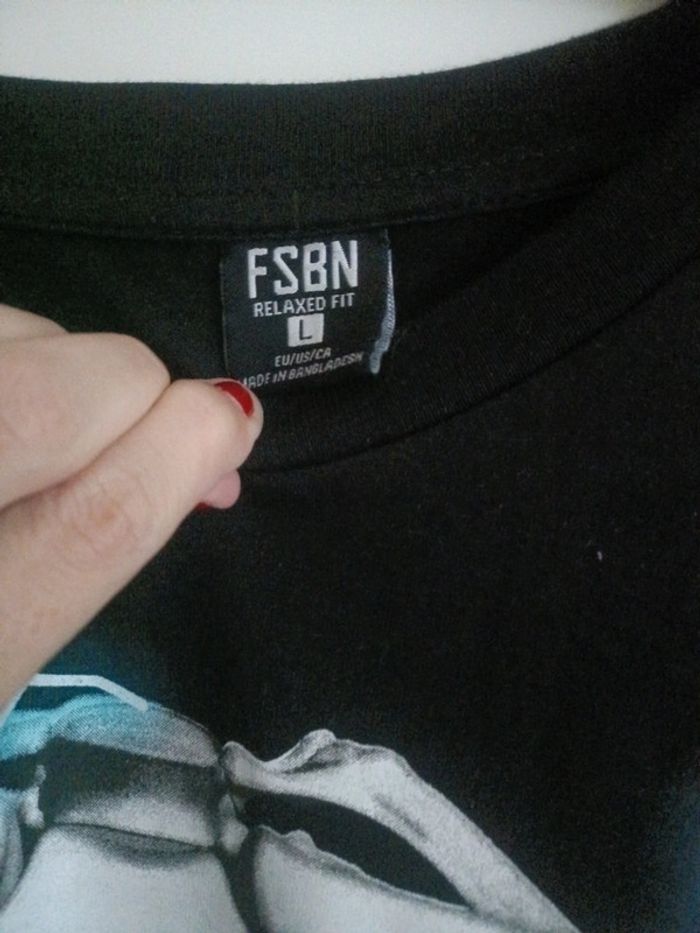 FSBN
RELAXED FIT
L
EU/US/CA
MADE IN BANGLADESH